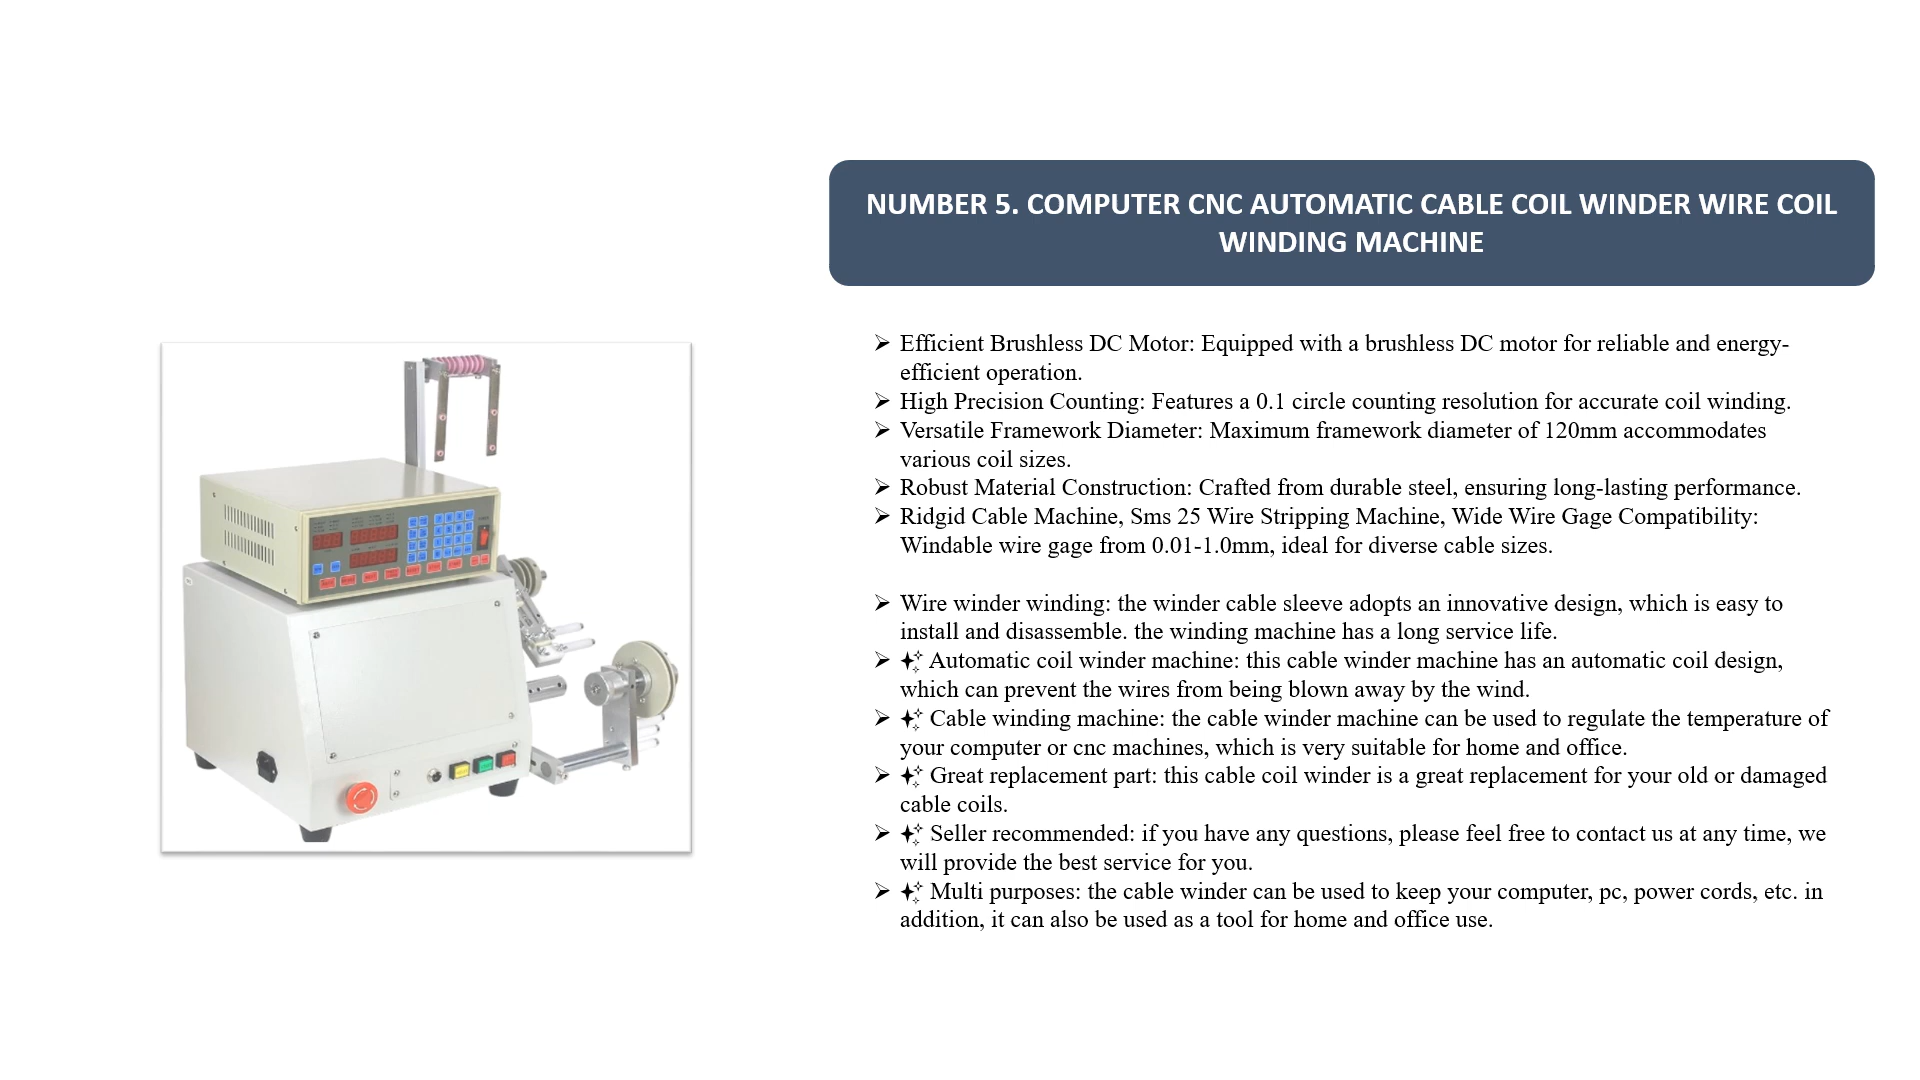 NUMBER 5. COMPUTER CNC AUTOMATIC CABLE COIL WINDER WIRE COIL
WINDING MACHINE
➢ Efficient Brushless DC Motor: Equipped with a brushless DC motor for reliable and energy-
efficient operation.
➢ High Precision Counting: Features a 0.1 circle counting resolution for accurate coil winding.
➢ Versatile Framework Diameter: Maximum framework diameter of 120mm accommodates
various coil sizes.
➢ Robust Material Construction: Crafted from durable steel, ensuring long-lasting performance.
➢ Ridgid Cable Machine, Sms 25 Wire Stripping Machine, Wide Wire Gage Compatibility:
Windable wire gage from 0.01-1.0mm, ideal for diverse cable sizes.
➢ Wire winder winding: the winder cable sleeve adopts an innovative design, which is easy to
install and disassemble. the winding machine has a long service life.
➢ ✨ Automatic coil winder machine: this cable winder machine has an automatic coil design,
which can prevent the wires from being blown away by the wind.
➢ ✨ Cable winding machine: the cable winder machine can be used to regulate the temperature of
your computer or cnc machines, which is very suitable for home and office.
➢ ✨ Great replacement part: this cable coil winder is a great replacement for your old or damaged
cable coils.
➢ ✨ Seller recommended: if you have any questions, please feel free to contact us at any time, we
will provide the best service for you.
➢ ✨ Multi purposes: the cable winder can be used to keep your computer, pc, power cords, etc. in
addition, it can also be used as a tool for home and office use.